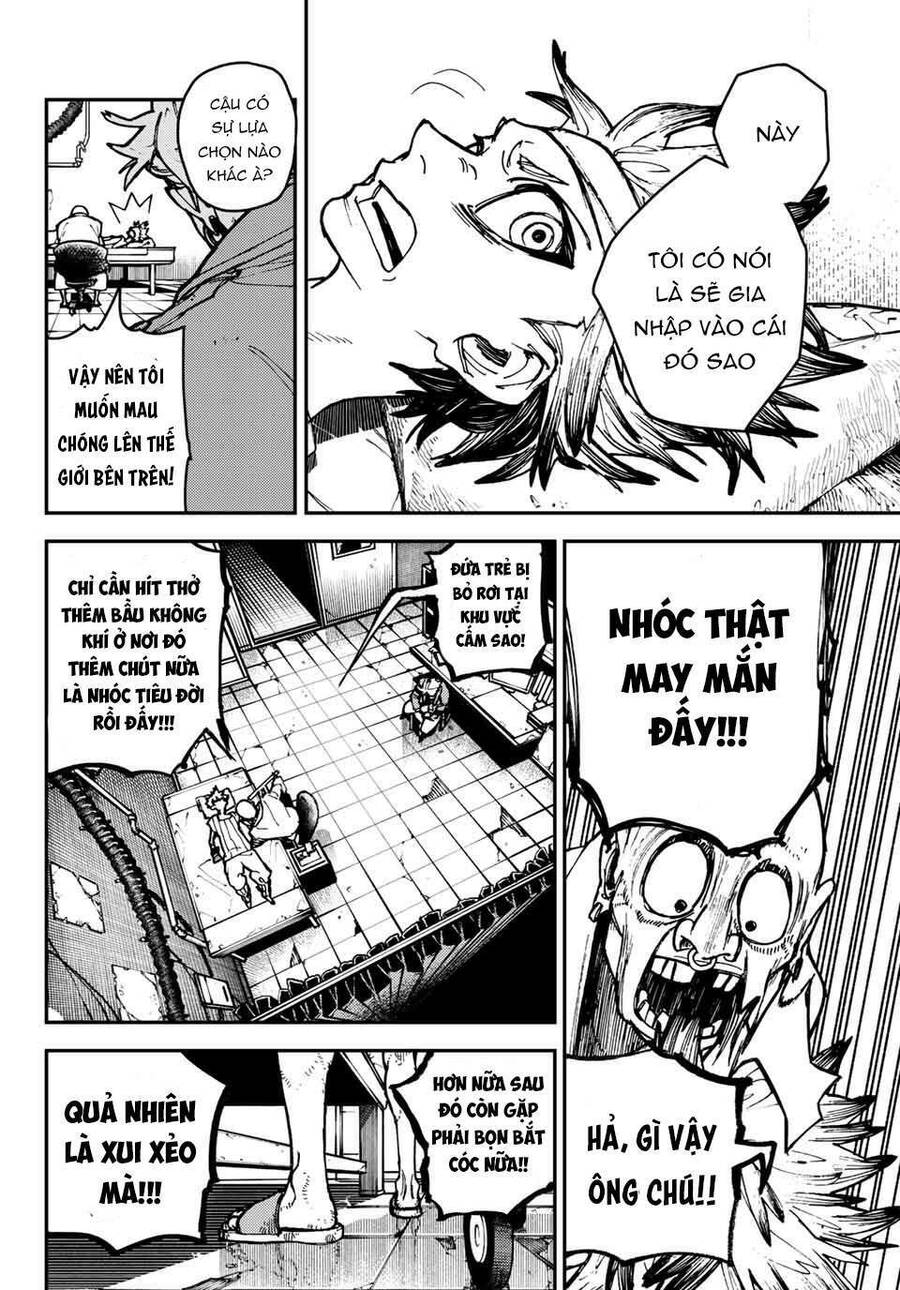 NÀY
TÔI CÓ NÓI
LÀ SẼ GIA
NHẬP VÀO CÁI
ĐÓ SAO
CẬU CÓ
SỰ LỰA
CHỌN NÀO
KHÁC À?
VẬY NÊN TÔI
MUỐN MAU
CHÓNG LÊN THẾ
GIỚI BÊN TRÊN!
NHÓC THẬT
MAY MẮN
ĐẤY!!!
HẢ, GÌ VẬY
ÔNG CHÚ!!
ĐỨA TRẺ BỊ
BỎ RƠI TẠI
KHU VỰC
CẤM SAO!
CHỈ CẦN HÍT THỞ
THÊM BẦU KHÔNG
KHÍ Ở NƠI ĐÓ
THÊM CHÚT NỮA
LÀ NHÓC TIÊU ĐỜI
RỒI ĐẤY!!!
HƠN NỮA SAU
ĐÓ CÒN GẶP
PHẢI BỌN BẮT
CÓC NỮA!!
QUẢ NHIÊN
LÀ XUI XẺO
MÀ!!!